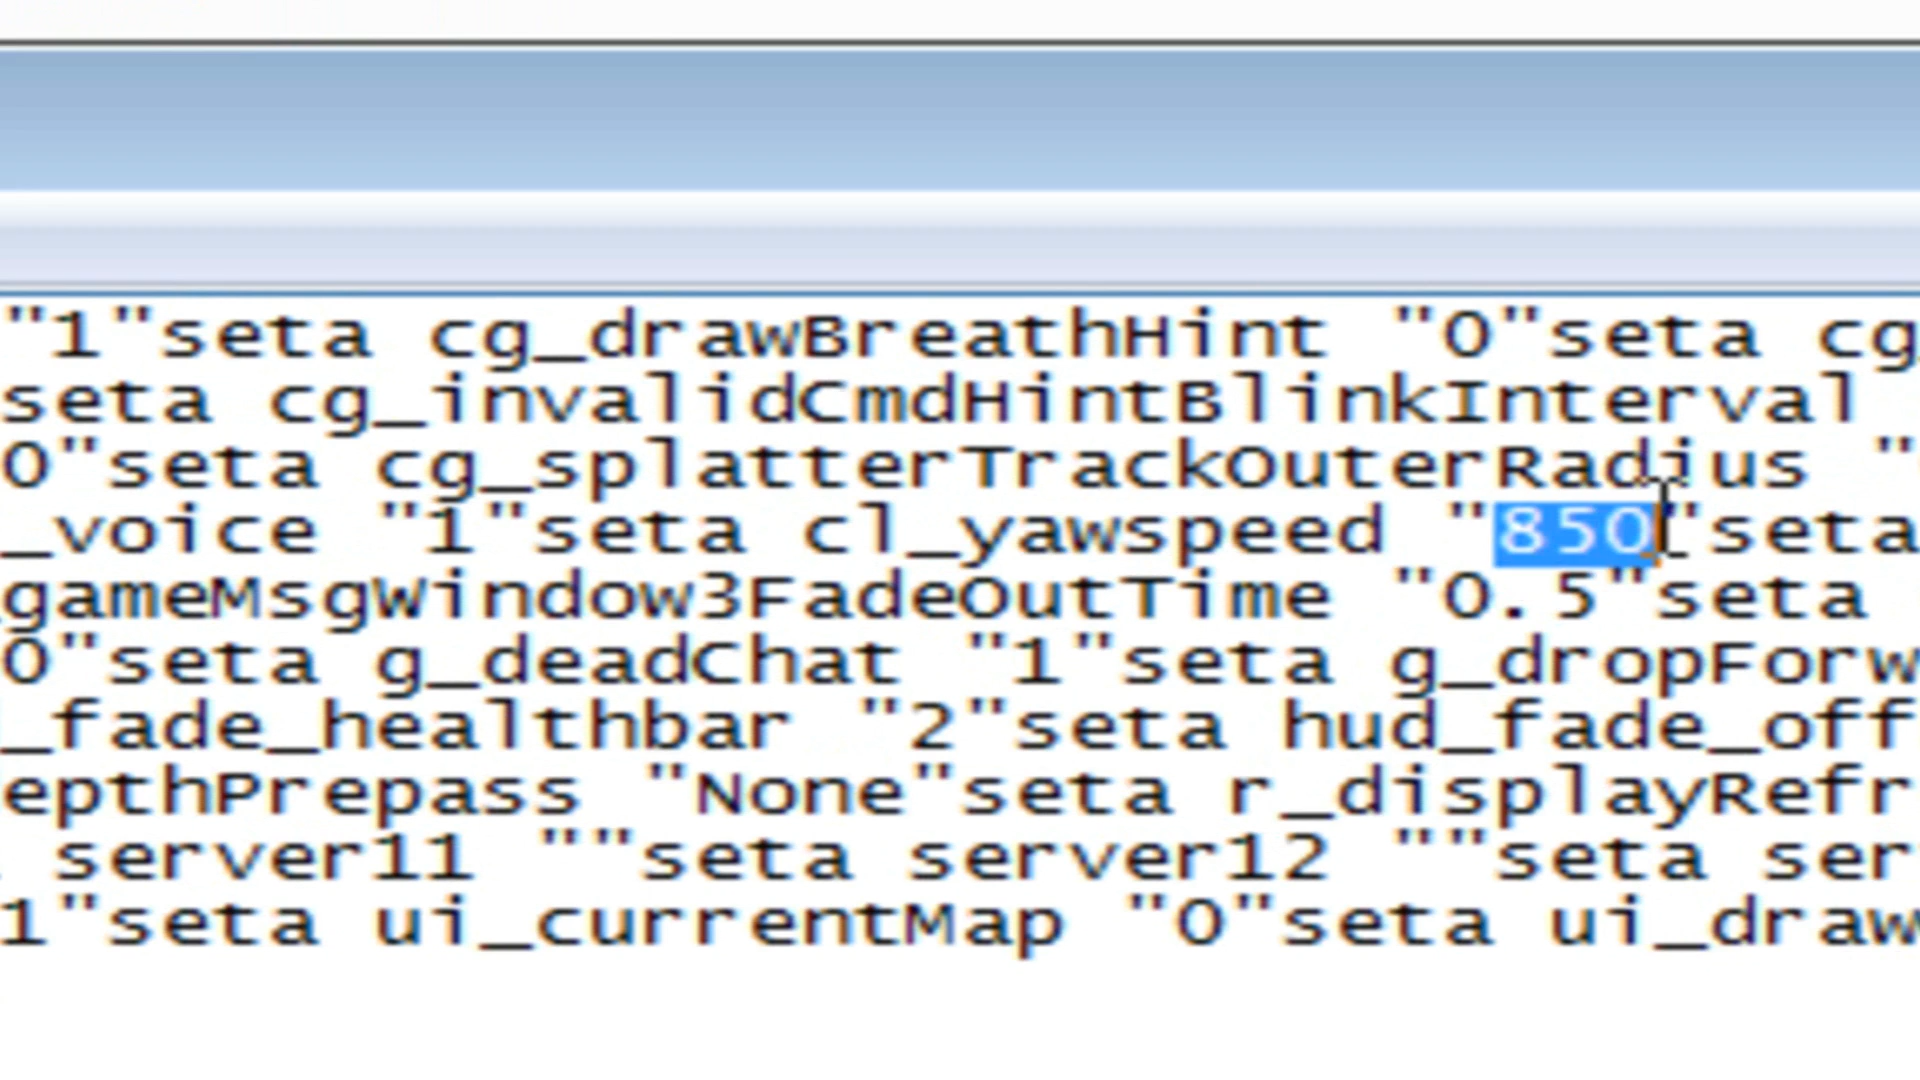 "1"seta cg_drawBreathHint "0"seta cg
seta cg_invalidCmdHintBlinkInterval
0"seta cg_splatterTrackOuterRadius "
_voice "1"seta cl_yawspeed "850"seta
gameMsgWindow3FadeOutTime "0.5"seta
0"seta g_deadChat "1"seta g_dropForw
_fade_healthbar "2"seta hud_fade_off
epthPrepass "None"seta r_displayRefr
server11 ""seta server12 ""seta ser
1"seta ui_currentMap "0"seta ui_draw